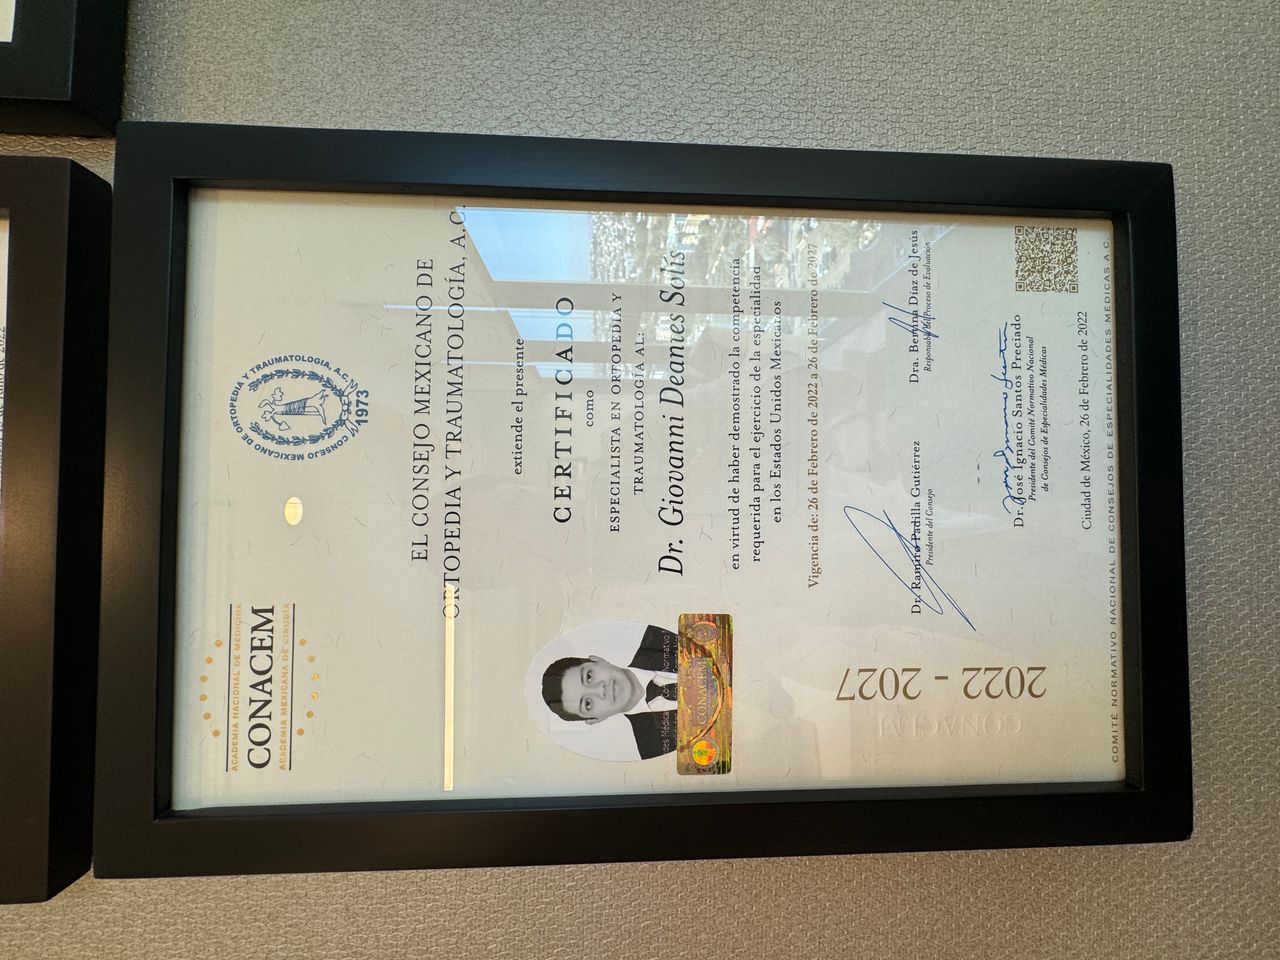 ACADEMIA NACIONAL DE MEDICINA
CONACEM
ACADEMIA MEXICANA DE CIRUGÍA
CONSEJO MEXICANO DE ORTOPEDIA Y TRAUMATOLOGIA, A.C.
1973
EL CONSEJO MEXICANO DE
ORTOPEDIA Y TRAUMATOLOGÍA, A.C.
extiende el presente
CERTIFICADO
como
ESPECIALISTA EN ORTOPEDIA Y
TRAUMATOLOGÍA AL:
Dr. Giovanni Deanies Solís
en virtud de haber demostrado la competencia
requerida para el ejercicio de la especialidad
en los Estados Unidos Mexicanos
Vigencia de: 26 de Febrero de 2022 a 26 de Febrero de 2027
Dr. Ramiro Padilla Gutiérrez
Presidente del Consejo
Dra. Bernina Díaz de Jesús
Responsable del Proceso de Evaluación
Dr. José Ignacio Santos Preciado
Presidente del Comité Normativo Nacional
de Consejos de Especialidades Médicas
Ciudad de México, 26 de Febrero de 2022
CONACEM
2022 - 2027
CONACEM
COMITÉ NORMATIVO NACIONAL DE CONSEJOS DE ESPECIALIDADES MÉDICAS A.C.